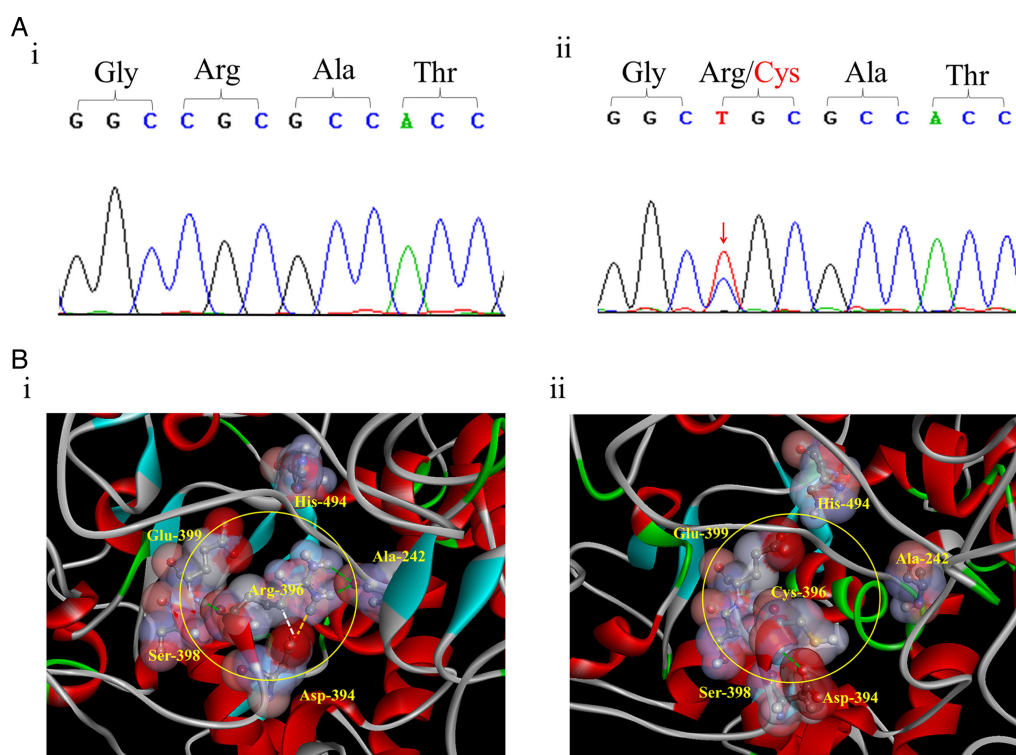 A
i
Gly Arg Ala Thr
G G C C G C G C C A C C
ii
Gly Arg/Cys Ala Thr
G G C T G C G C C A C C
B
i
His-494
Glu-399
Ala-242
Arg-396
Ser-398
Asp-394
ii
His-494
Glu-399
Ala-242
Cys-396
Ser-398
Asp-394